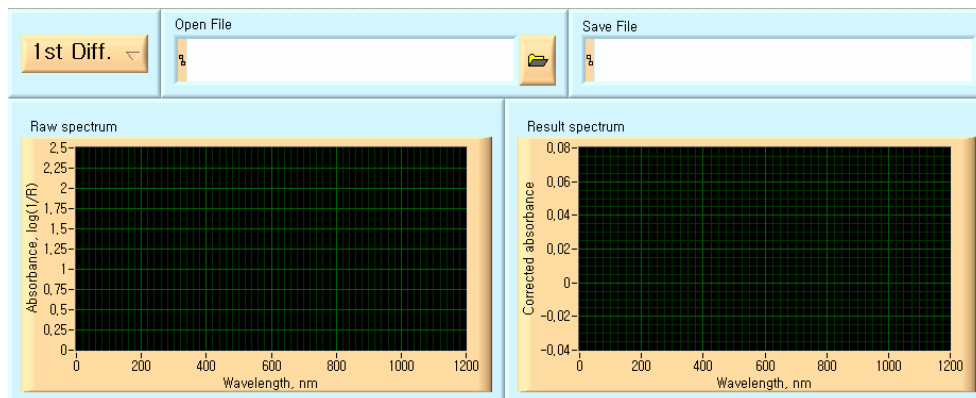 1st Diff.
Open File
Save File
Raw spectrum
Absorbance, log(1/R)
2,5
2,25
2
1,75
1,5
1,25
1
0,75
0,5
0,25
0
0 200 400 600 800 1000 1200
Wavelength, nm
Result spectrum
Corrected absorbance
0,08
0,06
0,04
0,02
0
-0,02
-0,04
0 200 400 600 800 1000 1200
Wavelength, nm